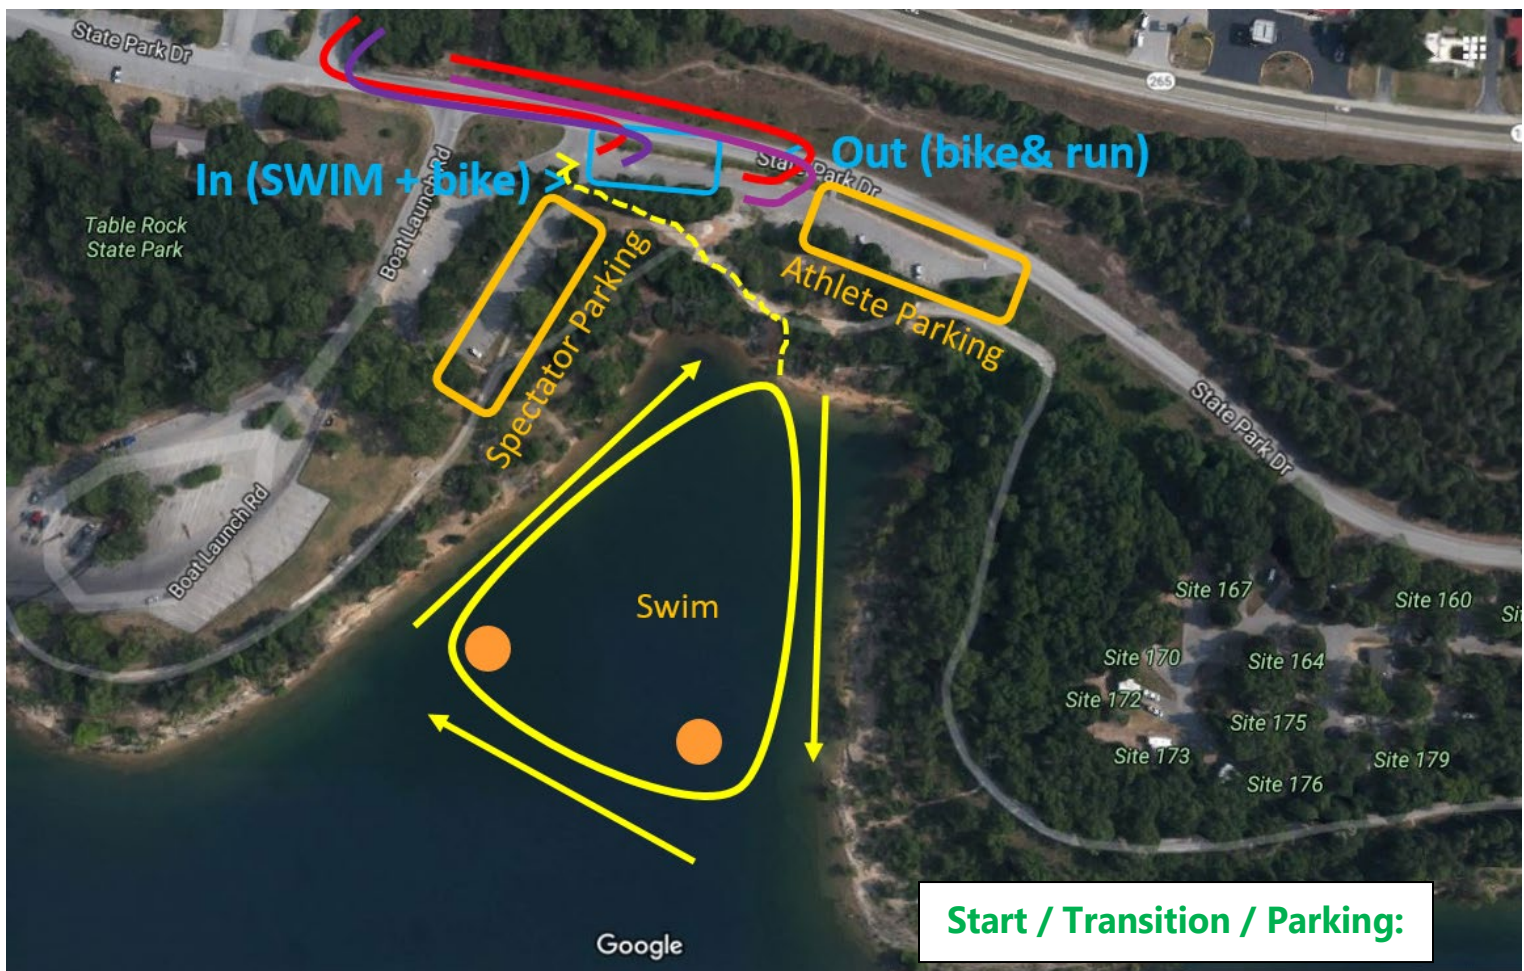 State Park Dr
265
1
In (SWIM + bike) >
< Out (bike& run)
State Park Dr
Boat Launch Rd
Table Rock
State Park
Spectator Parking
Athlete Parking
State Park Dr
Boat Launch Rd
Swim
Site 167
Site 160
Sit
Site 170
Site 164
Site 172
Site 175
Site 173
Site 179
Site 176
Start / Transition / Parking:
Google